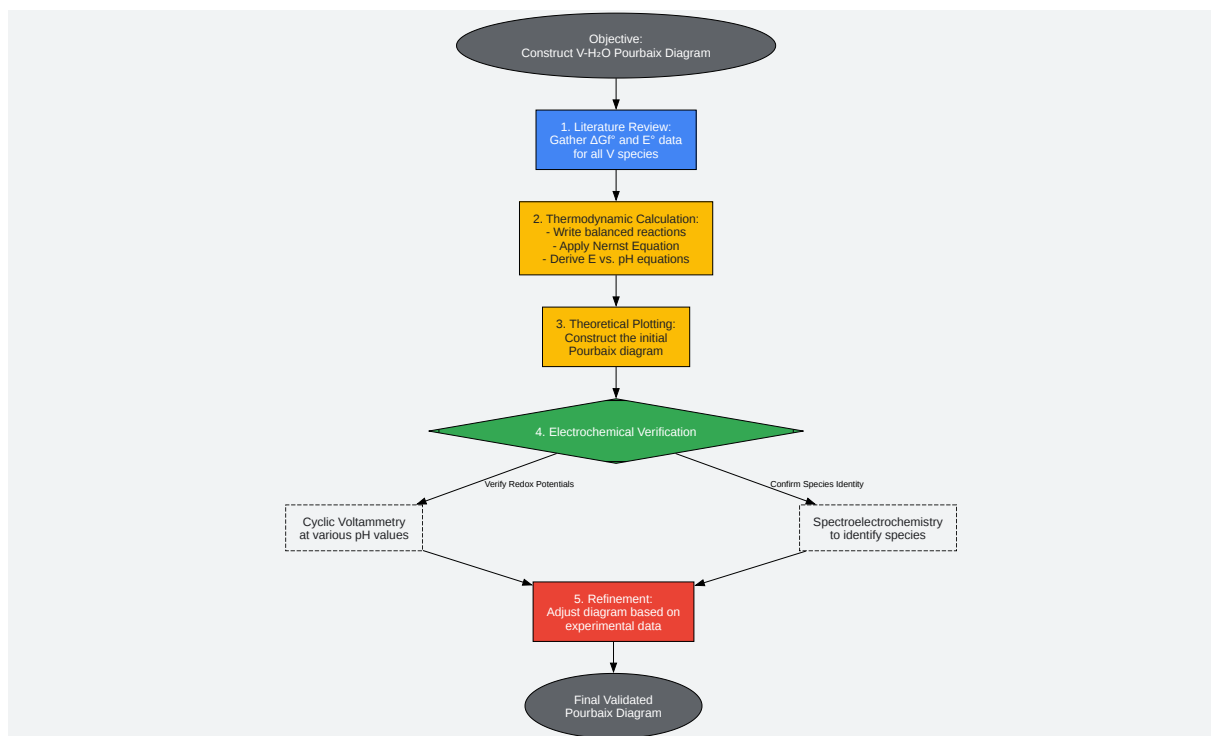 Objective:
Construct V-H₂O Pourbaix Diagram
1. Literature Review:
Gather ΔGf° and E° data
for all V species
2. Thermodynamic Calculation:
- Write balanced reactions
- Apply Nernst Equation
- Derive E vs. pH equations
3. Theoretical Plotting:
Construct the initial
Pourbaix diagram
4. Electrochemical Verification
Verify Redox Potentials
Confirm Species Identity
Cyclic Voltammetry
at various pH values
Spectroelectrochemistry
to identify species
5. Refinement:
Adjust diagram based on
experimental data
Final Validated
Pourbaix Diagram